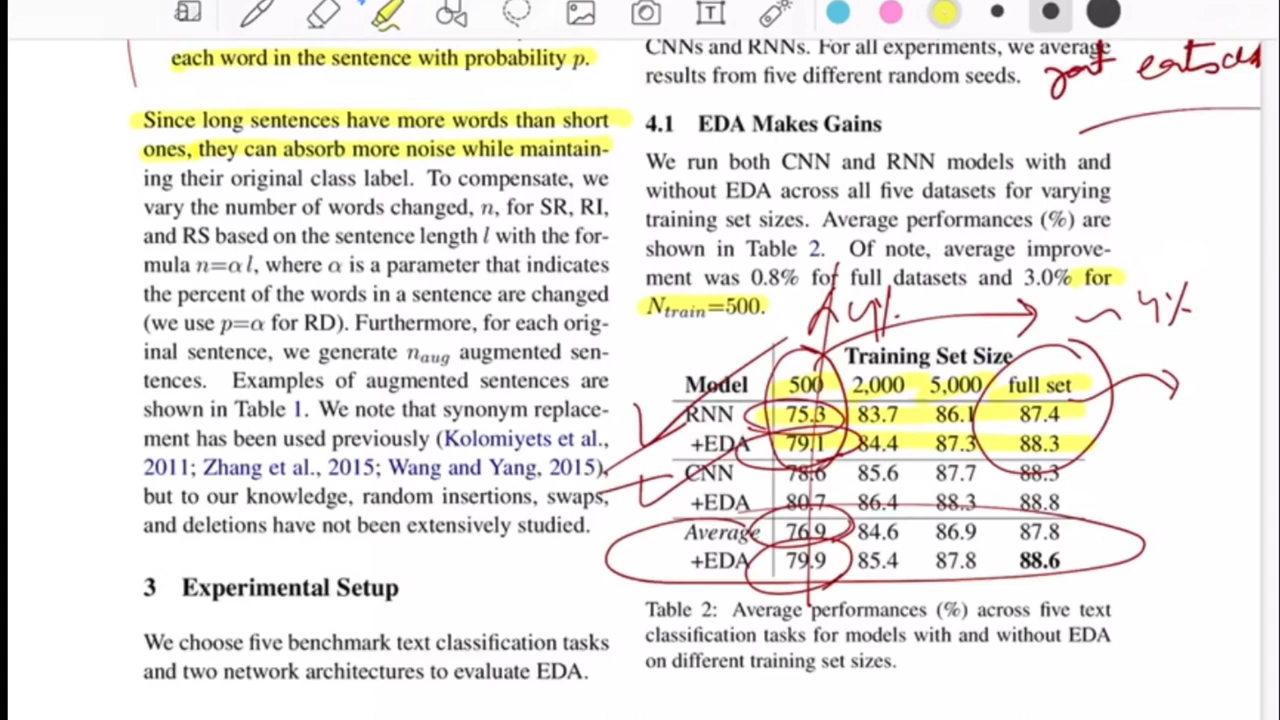 each word in the sentence with probability p.
Since long sentences have more words than short
ones, they can absorb more noise while maintain-
ing their original class label. To compensate, we
vary the number of words changed, n, for SR, RI,
and RS based on the sentence length l with the for-
mula n=α l, where α is a parameter that indicates
the percent of the words in a sentence are changed
(we use p=α for RD). Furthermore, for each orig-
inal sentence, we generate n_aug augmented sen-
tences. Examples of augmented sentences are
shown in Table 1. We note that synonym replace-
ment has been used previously (Kolomiyets et al.,
2011; Zhang et al., 2015; Wang and Yang, 2015),
but to our knowledge, random insertions, swaps,
and deletions have not been extensively studied.
3 Experimental Setup
We choose five benchmark text classification tasks
and two network architectures to evaluate EDA.
CNNs and RNNs. For all experiments, we average
results from five different random seeds.
4.1 EDA Makes Gains
We run both CNN and RNN models with and
without EDA across all five datasets for varying
training set sizes. Average performances (%) are
shown in Table 2. Of note, average improve-
ment was 0.8% for full datasets and 3.0% for
N_train=500.
~ 4%
Training Set Size
Model 500 2,000 5,000 full set
RNN 75.3 83.7 86.1 87.4
+EDA 79.1 84.4 87.3 88.3
CNN 78.6 85.6 87.7 88.3
+EDA 80.7 86.4 88.3 88.8
Average 76.9 84.6 86.9 87.8
+EDA 79.9 85.4 87.8 88.6
Table 2: Average performances (%) across five text
classification tasks for models with and without EDA
on different training set sizes.